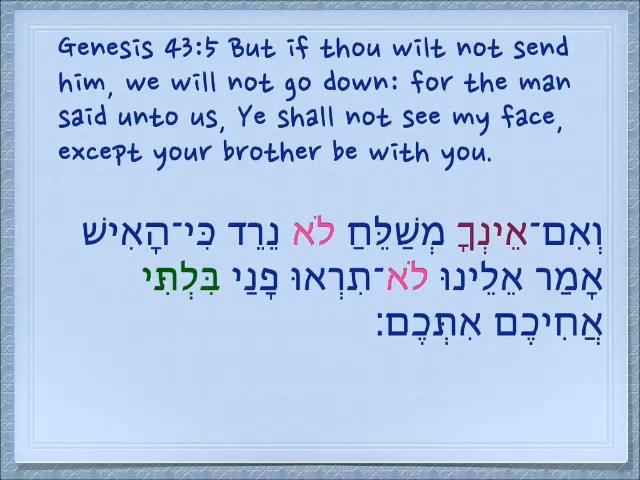 Genesis 43:5 But if thou wilt not send
him, we will not go down: for the man
said unto us, Ye shall not see my face,
except your brother be with you.
וְאִם־אֵינְךָ מְשַׁלֵּחַ לֹא נֵרֵד כִּי־הָאִישׁ
אָמַר אֵלֵינוּ לֹא־תִרְאוּ פָנַי בִּלְתִּי
אֲחִיכֶם אִתְּכֶם׃